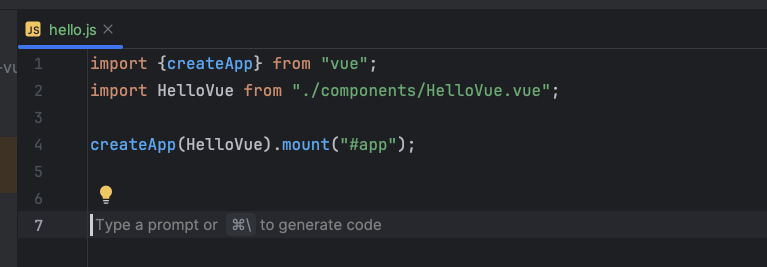 JS hello.js ×
-vu
1 import {createApp} from "vue";
2 import HelloVue from "./components/HelloVue.vue";
3
4 createApp(HelloVue).mount("#app");
5
6
7 Type a prompt or ⌘\ to generate code